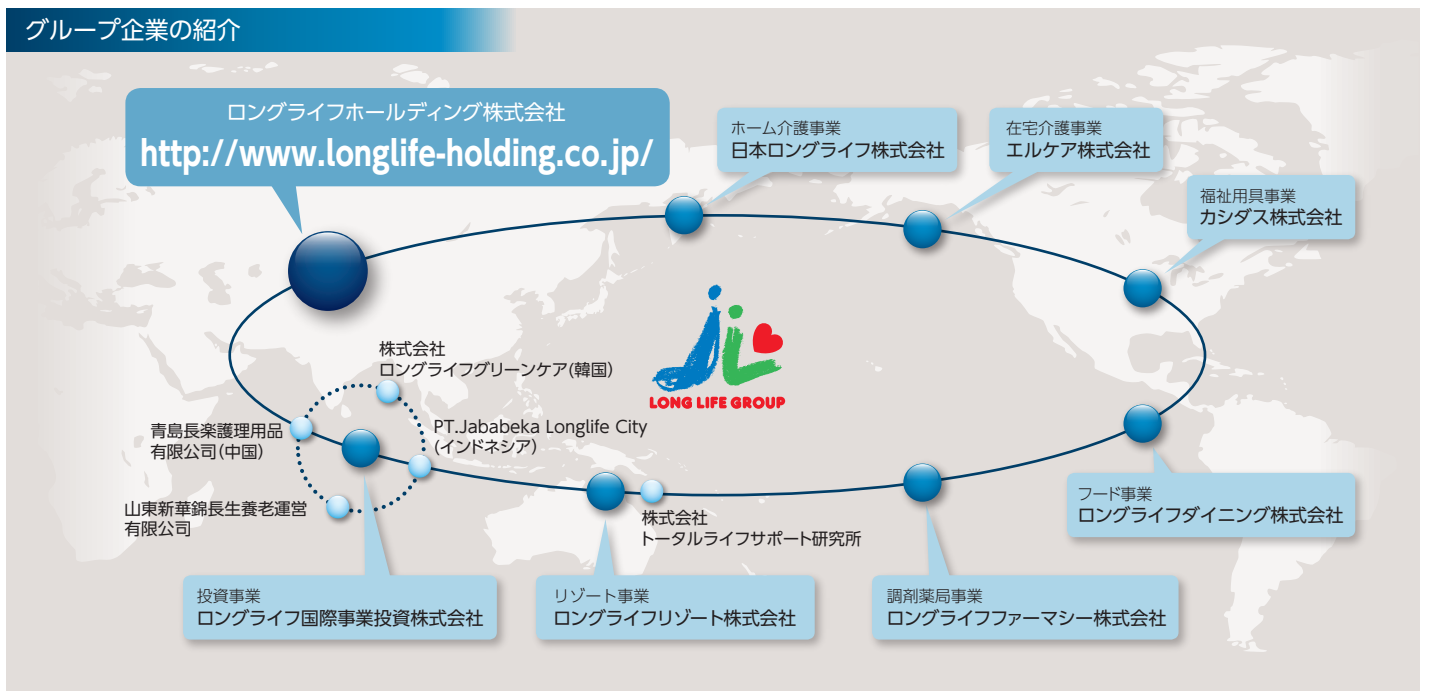 グループ企業の紹介
ロングライフホールディング株式会社
http://www.longlife-holding.co.jp/
ホーム介護事業
日本ロングライフ株式会社
在宅介護事業
エルケア株式会社
福祉用具事業
カシダス株式会社
株式会社
ロングライフグリーンケア(韓国)
LONG LIFE GROUP
青島長楽護理用品
有限公司(中国)
PT.Jababeka Longlife City
(インドネシア)
山東新華錦長生養老運営
有限公司
株式会社
トータルライフサポート研究所
フード事業
ロングライフダイニング株式会社
投資事業
ロングライフ国際事業投資株式会社
リゾート事業
ロングライフリゾート株式会社
調剤薬局事業
ロングライフファーマシー株式会社